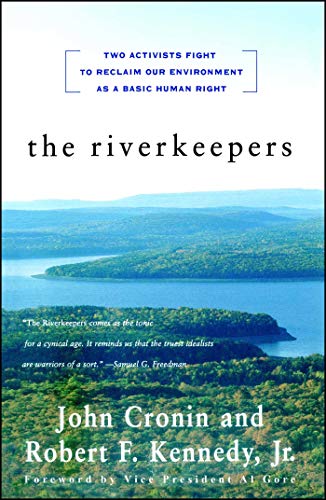 TWO ACTIVISTS FIGHT
TO RECLAIM OUR ENVIRONMENT
AS A BASIC HUMAN RIGHT
the riverkeepers
"The Riverkeepers comes as the tonic
for a cynical age. It reminds us that the truest idealists
are warriors of a sort." —Samuel G. Freedman
John Cronin and
Robert F. Kennedy, Jr.
Foreword by Vice President Al Gore